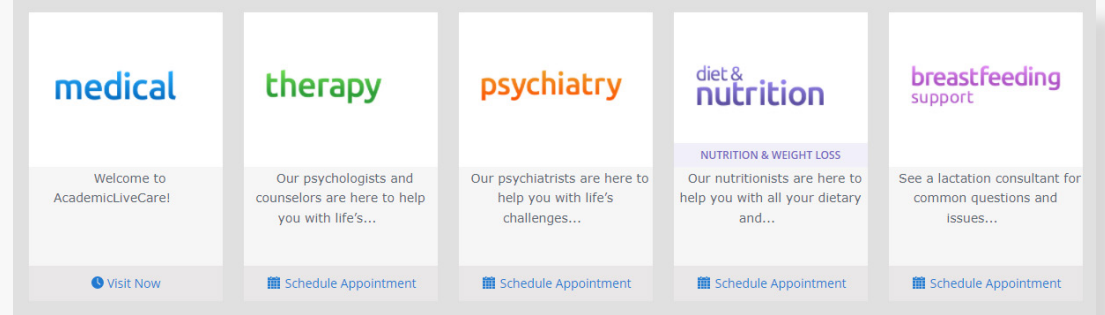 medical
Welcome to
AcademicLiveCare!
Visit Now
therapy
Our psychologists and
counselors are here to help
you with life's...
Schedule Appointment
psychiatry
Our psychiatrists are here to
help you with life's
challenges...
Schedule Appointment
diet &
nutrition
NUTRITION & WEIGHT LOSS
Our nutritionists are here to
help you with all your dietary
and...
Schedule Appointment
breastfeeding
support
See a lactation consultant for
common questions and
issues...
Schedule Appointment